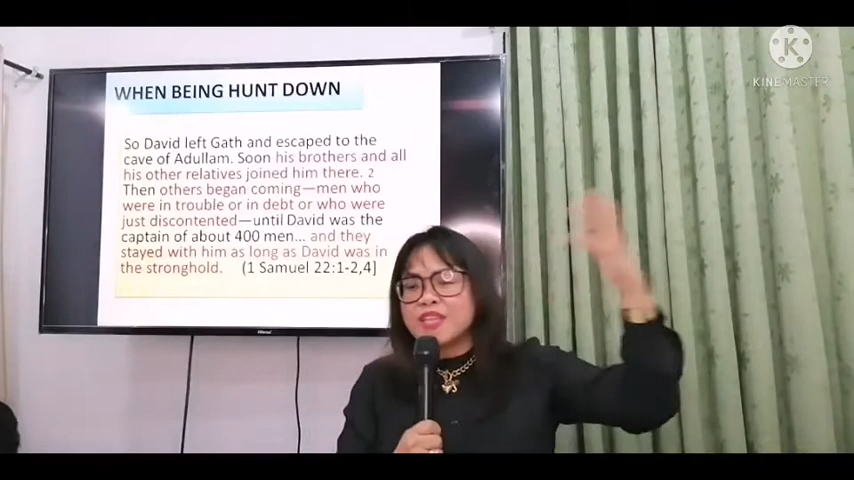 WHEN BEING HUNT DOWN
So David left Gath and escaped to the
cave of Adullam. Soon his brothers and all
his other relatives joined him there. 2
Then others began coming—men who
were in trouble or in debt or who were
just discontented—until David was the
captain of about 400 men... and they
stayed with him as long as David was in
the stronghold. (1 Samuel 22:1-2,4]
K
KINEMASTER